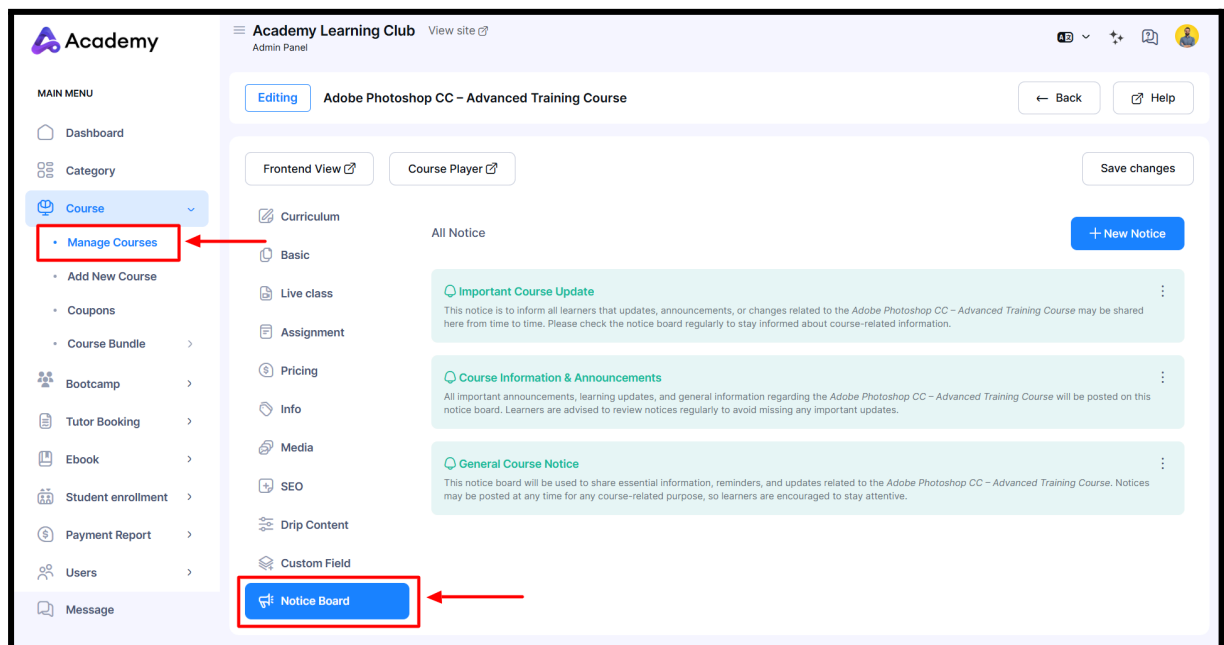 Academy
Academy Learning Club View site
Admin Panel
MAIN MENU
Dashboard
Category
Course
Manage Courses
Add New Course
Coupons
Course Bundle
Bootcamp
Tutor Booking
Ebook
Student enrollment
Payment Report
Users
Message
Editing Adobe Photoshop CC – Advanced Training Course
← Back Help
Frontend View Course Player
Save changes
Curriculum
Basic
Live class
Assignment
Pricing
Info
Media
SEO
Drip Content
Custom Field
Notice Board
All Notice
+ New Notice
Important Course Update
This notice is to inform all learners that updates, announcements, or changes related to the Adobe Photoshop CC – Advanced Training Course may be shared
here from time to time. Please check the notice board regularly to stay informed about course-related information.
Course Information & Announcements
All important announcements, learning updates, and general information regarding the Adobe Photoshop CC – Advanced Training Course will be posted on this
notice board. Learners are advised to review notices regularly to avoid missing any important updates.
General Course Notice
This notice board will be used to share essential information, reminders, and updates related to the Adobe Photoshop CC – Advanced Training Course. Notices
may be posted at any time for any course-related purpose, so learners are encouraged to stay attentive.